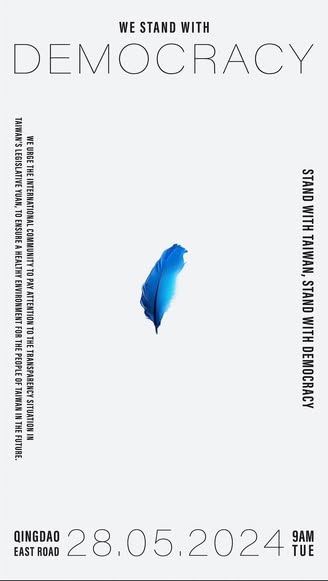 WE STAND WITH
DEMOCRACY
WE URGE THE INTERNATIONAL COMMUNITY TO PAY ATTENTION TO THE TRANSPARENCY SITUATION IN
TAIWAN'S LEGISLATIVE YUAN, TO ENSURE A HEALTHY ENVIRONMENT FOR THE PEOPLE OF TAIWAN IN THE FUTURE.
STAND WITH TAIWAN, STAND WITH DEMOCRACY
QINGDAO
EAST ROAD
28.05.2024
9AM
TUE